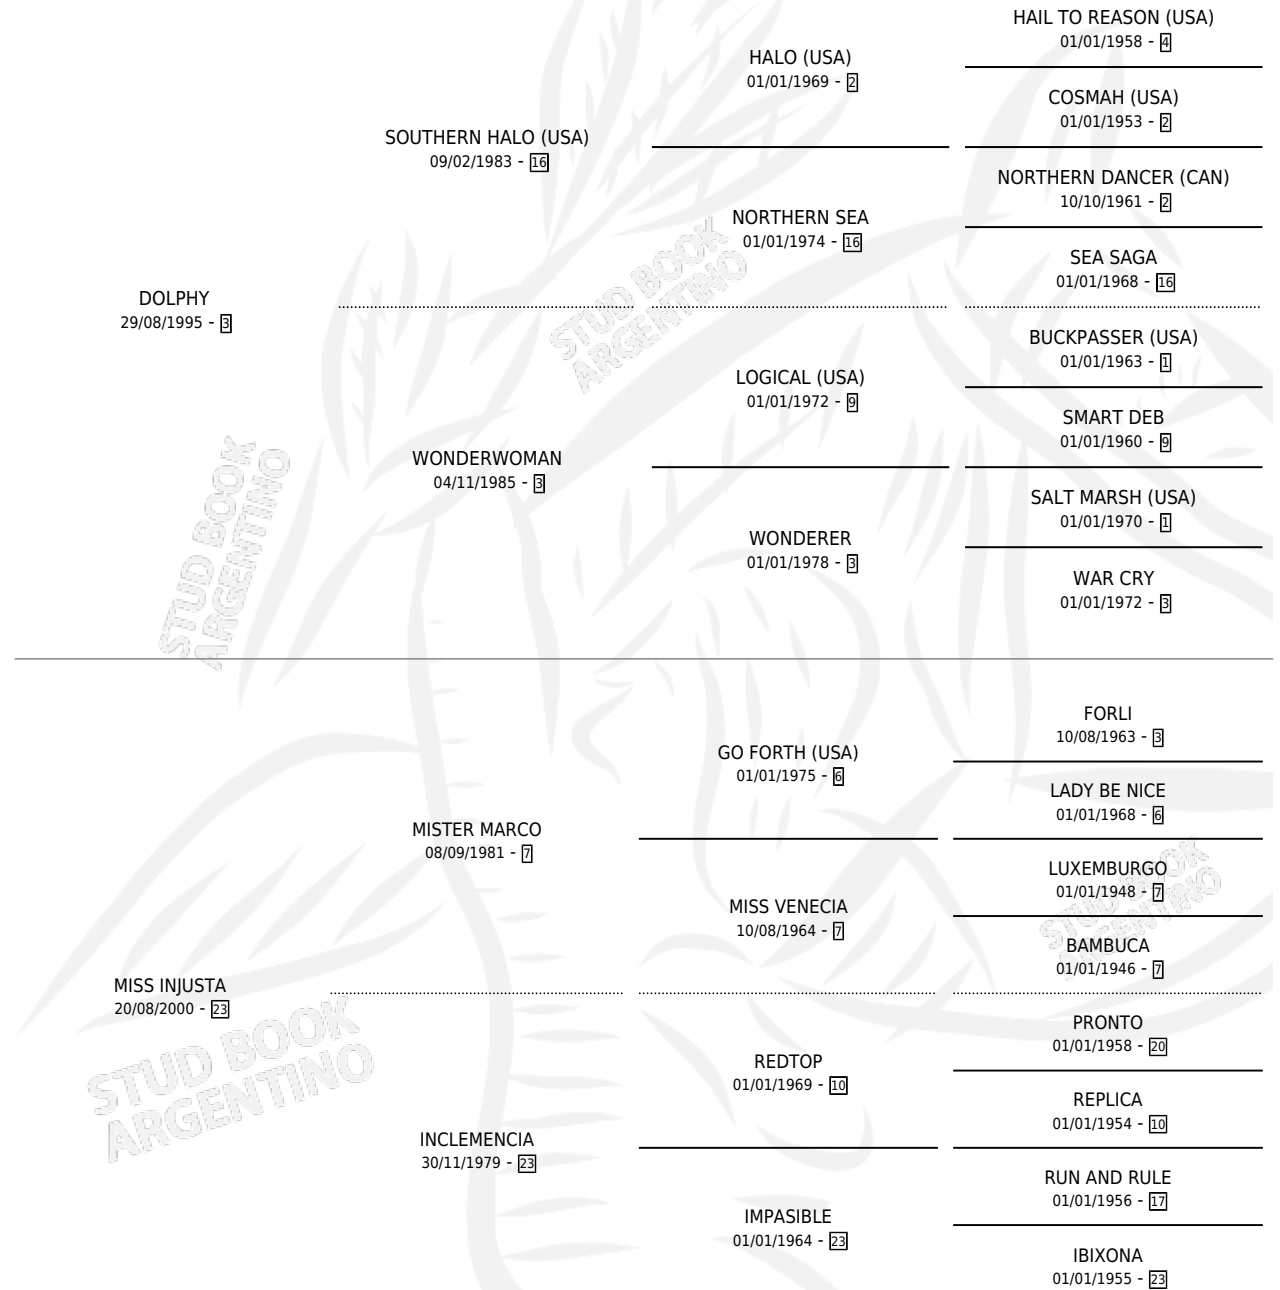 DOLPHY
29/08/1995 - 3
SOUTHERN HALO (USA)
09/02/1983 - 16
HALO (USA)
01/01/1969 - 2
HAIL TO REASON (USA)
01/01/1958 - 4
COSMAH (USA)
01/01/1953 - 2
NORTHERN SEA
01/01/1974 - 16
NORTHERN DANCER (CAN)
10/10/1961 - 2
SEA SAGA
01/01/1968 - 16
WONDERWOMAN
04/11/1985 - 3
LOGICAL (USA)
01/01/1972 - 9
BUCKPASSER (USA)
01/01/1963 - 1
SMART DEB
01/01/1960 - 9
WONDERER
01/01/1978 - 3
SALT MARSH (USA)
01/01/1970 - 1
WAR CRY
01/01/1972 - 3
MISS INJUSTA
20/08/2000 - 23
MISTER MARCO
08/09/1981 - 7
GO FORTH (USA)
01/01/1975 - 6
FORLI
10/08/1963 - 3
LADY BE NICE
01/01/1968 - 6
MISS VENECIA
10/08/1964 - 7
LUXEMBURGO
01/01/1948 - 7
BAMBUCA
01/01/1946 - 7
INCLEMENCIA
30/11/1979 - 23
REDTOP
01/01/1969 - 10
PRONTO
01/01/1958 - 20
REPLICA
01/01/1954 - 10
IMPASIBLE
01/01/1964 - 23
RUN AND RULE
01/01/1956 - 17
IBIXONA
01/01/1955 - 23
STUD BOOK
ARGENTINO
STUD BOOK
ARGENTINO
STUD BOOK
ARGENTINO
STUD BOOK
ARGENTINO